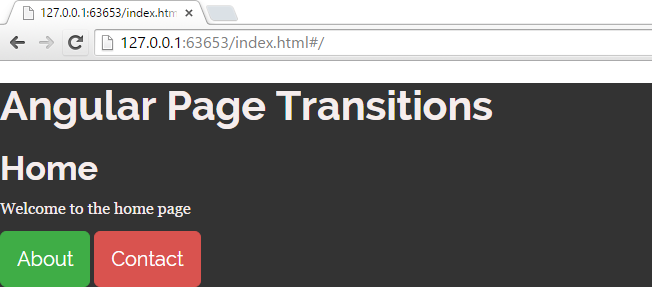 127.0.0.1:63653/index.htm
127.0.0.1:63653/index.html#/
Angular Page Transitions
Home
Welcome to the home page
About Contact